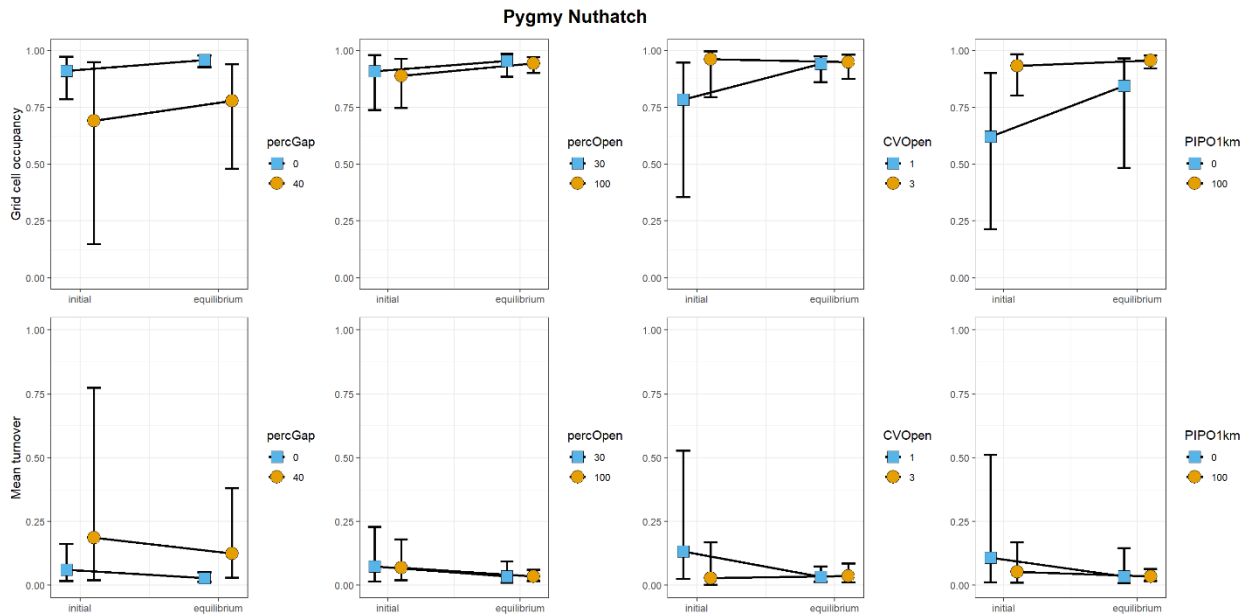 Pygmy Nuthatch
Grid cell occupancy
1.00
0.75
0.50
0.25
0.00
initial
equilibrium
percGap
0
40
1.00
0.75
0.50
0.25
0.00
initial
equilibrium
percOpen
30
100
1.00
0.75
0.50
0.25
0.00
initial
equilibrium
CVOpen
1
3
1.00
0.75
0.50
0.25
0.00
initial
equilibrium
PIPO1km
0
100
Mean turnover
1.00
0.75
0.50
0.25
0.00
initial
equilibrium
percGap
0
40
1.00
0.75
0.50
0.25
0.00
initial
equilibrium
percOpen
30
100
1.00
0.75
0.50
0.25
0.00
initial
equilibrium
CVOpen
1
3
1.00
0.75
0.50
0.25
0.00
initial
equilibrium
PIPO1km
0
100